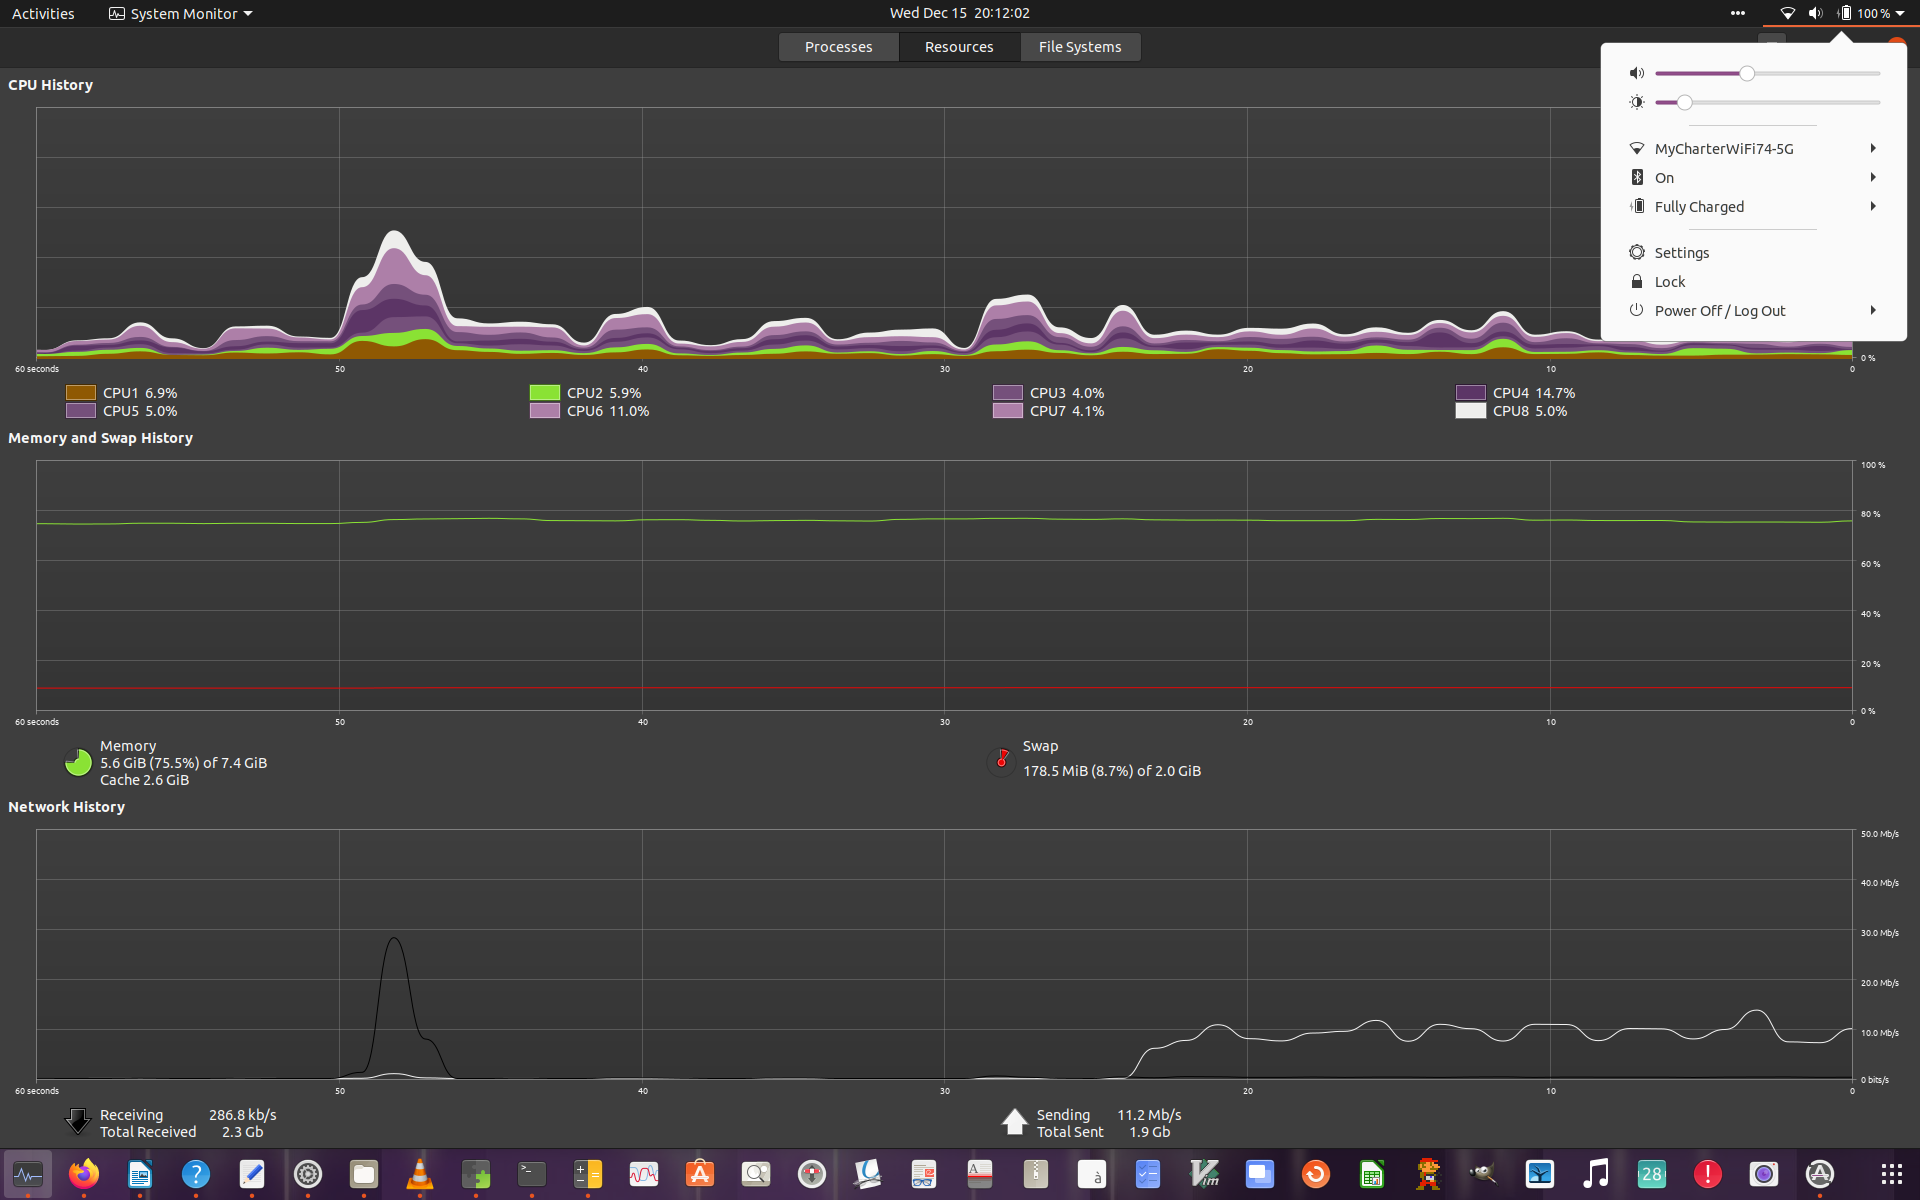 Activities
System Monitor
Wed Dec 15  20:12:02
100 %
Processes
Resources
File Systems
MyCharterWiFi74-5G
On
Fully Charged
Settings
Lock
Power Off / Log Out
CPU History
0 %
60 seconds 50 40 30 20 10 0
CPU1 6.9% CPU2 5.9% CPU3 4.0% CPU4 14.7%
CPU5 5.0% CPU6 11.0% CPU7 4.1% CPU8 5.0%
Memory and Swap History
100 %
80 %
60 %
40 %
20 %
0 %
60 seconds 50 40 30 20 10 0
Memory
5.6 GiB (75.5%) of 7.4 GiB
Cache 2.6 GiB
Swap
178.5 MiB (8.7%) of 2.0 GiB
Network History
50.0 Mb/s
40.0 Mb/s
30.0 Mb/s
20.0 Mb/s
10.0 Mb/s
0 bits/s
60 seconds 50 40 30 20 10 0
Receiving 286.8 kb/s
Total Received 2.3 Gb
Sending 11.2 Mb/s
Total Sent 1.9 Gb
?
>_
A
à
Vim
28
!